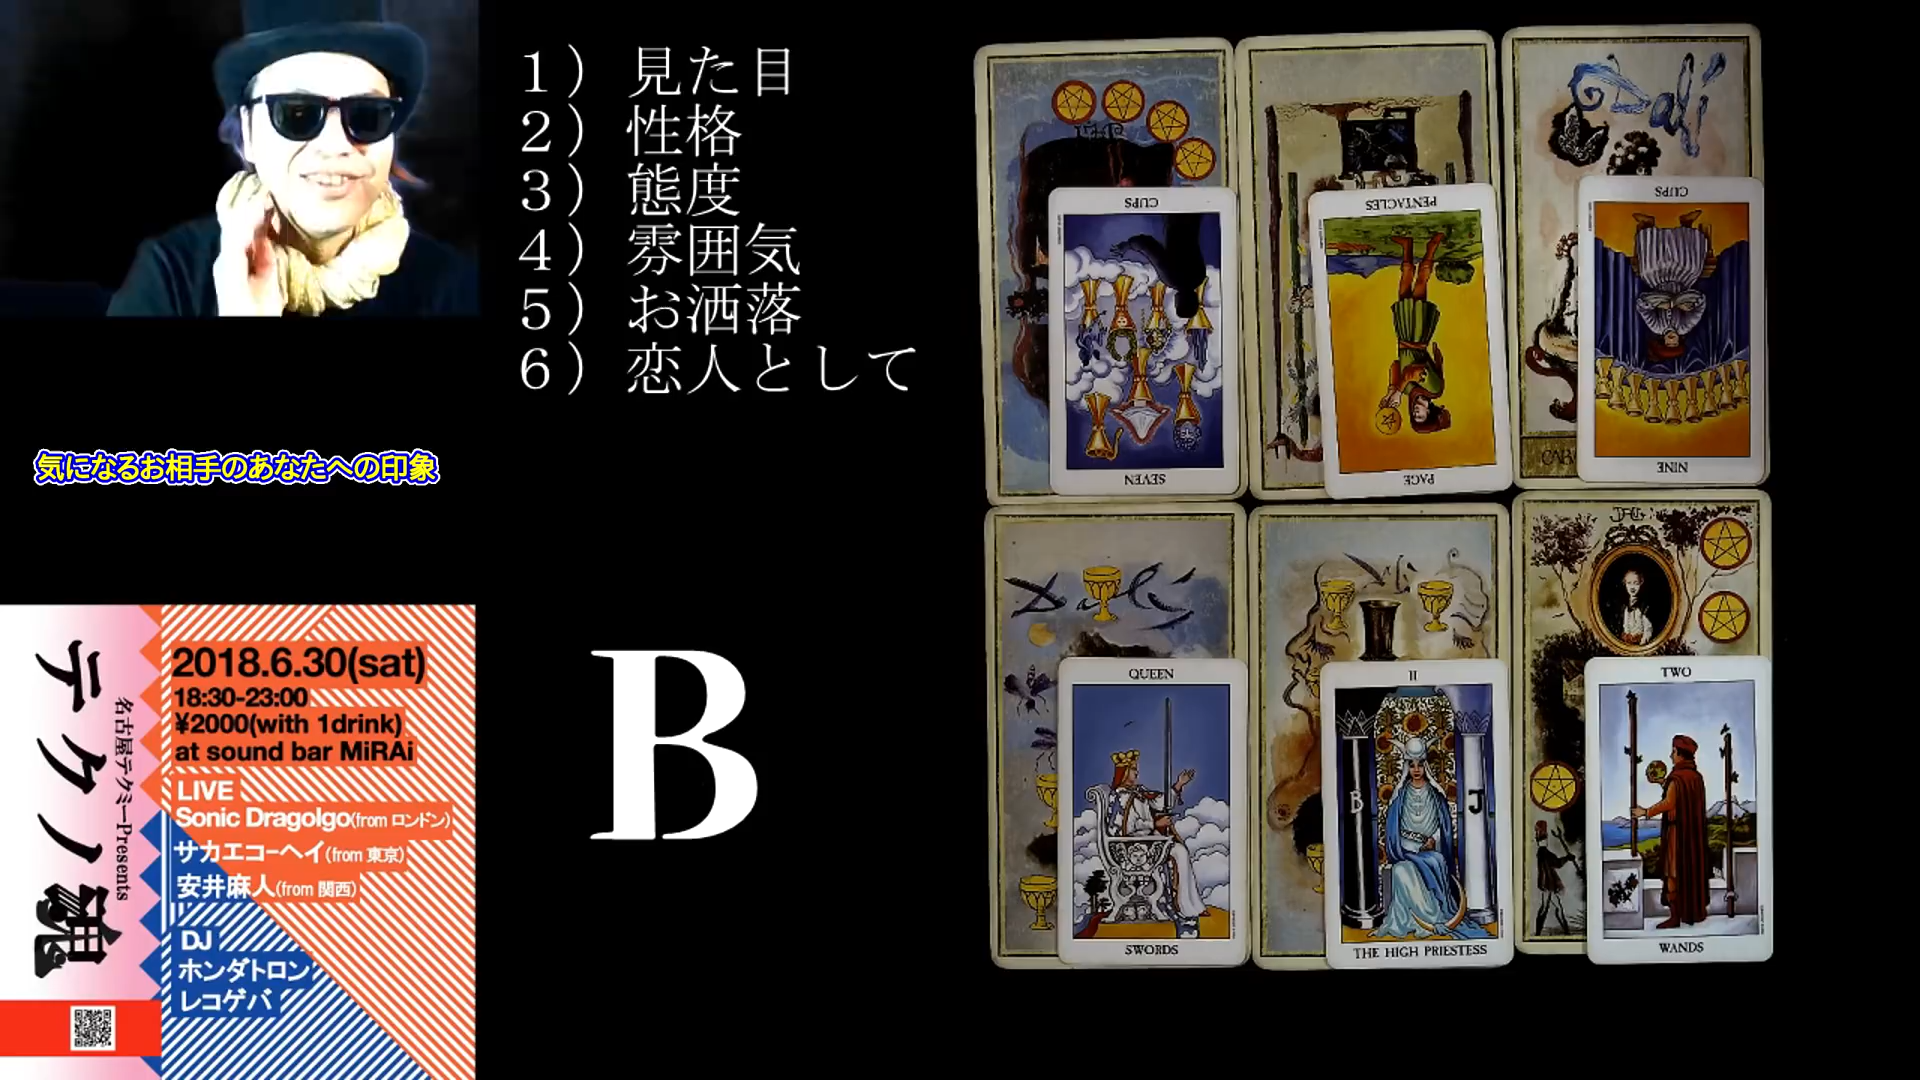 １） 見た目
２） 性格
３） 態度
４） 雰囲気
５） お洒落
６） 恋人として
気になるお相手のあなたへの印象
テクノ魂
名古屋テクミーPresents
2018.6.30(sat)
18:30-23:00
¥2000(with 1drink)
at sound bar MiRAi
LIVE
Sonic Dragolgo(from ロンドン)
サカエコーヘイ(from 東京)
安井麻人(from 関西)
DJ
ホンダトロン
レコゲバ
B
Dalí
CUPS
SEVEN
PENTACLES
PAGE
CUPS
NINE
Dalí
QUEEN
SWORDS
II
B
J
THE HIGH PRIESTESS
TWO
WANDS